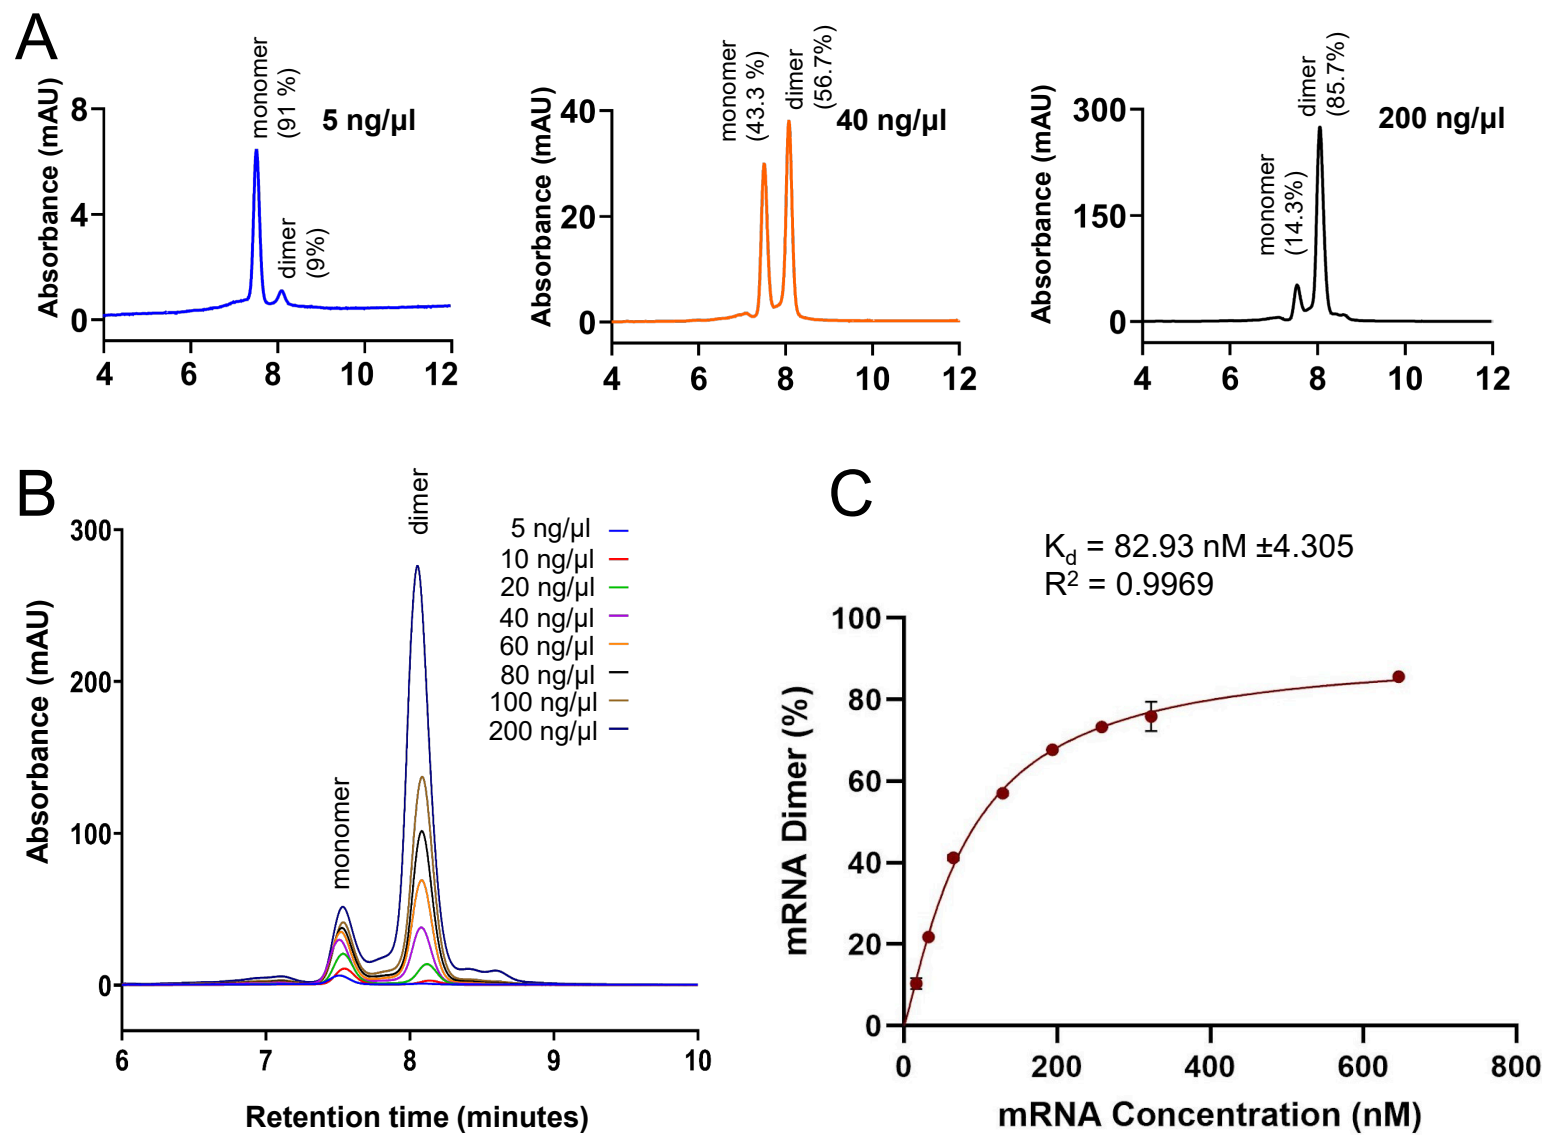 A
Absorbance (mAU)
8
4
0
monomer
(91 %)
dimer
(9%)
5 ng/µl
4 6 8 10 12
Absorbance (mAU)
40
20
0
monomer
(43.3 %)
dimer
(56.7%)
40 ng/µl
4 6 8 10 12
Absorbance (mAU)
300
150
0
monomer
(14.3%)
dimer
(85.7%)
200 ng/µl
4 6 8 10 12
B
Absorbance (mAU)
300
200
100
0
monomer
dimer
5 ng/µl
10 ng/µl
20 ng/µl
40 ng/µl
60 ng/µl
80 ng/µl
100 ng/µl
200 ng/µl
6 7 8 9 10
Retention time (minutes)
C
Kd = 82.93 nM ±4.305
R² = 0.9969
mRNA Dimer (%)
100
80
60
40
20
0
0 200 400 600 800
mRNA Concentration (nM)